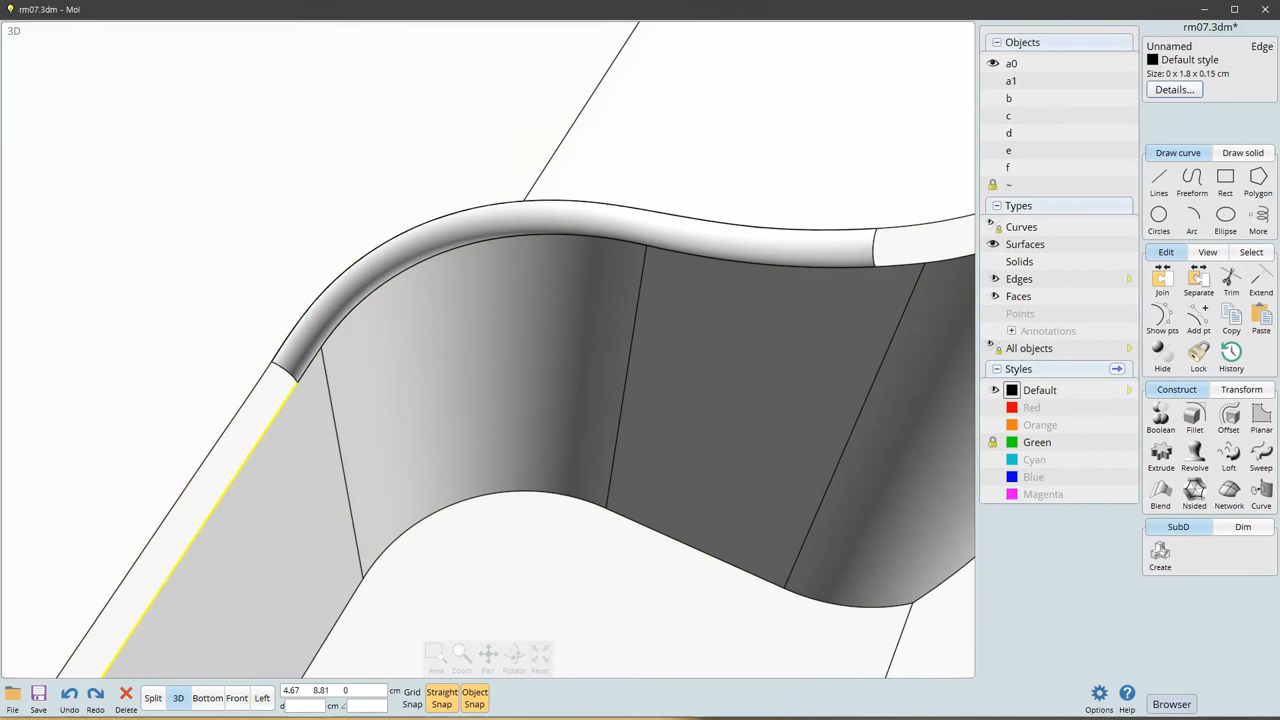 rm07.3dm - MoI
3D
Objects
a0
a1
b
c
d
e
f
~
Types
Curves
Surfaces
Solids
Edges
Faces
Points
Annotations
All objects
Styles
Default
Red
Orange
Green
Cyan
Blue
Magenta
rm07.3dm*
Unnamed Edge
Default style
Size: 0 x 1.8 x 0.15 cm
Details...
Draw curve Draw solid
Lines Freeform Rect Polygon
Circles Arc Ellipse More
Edit View Select
Join Separate Trim Extend
Show pts Add pt Copy Paste
Hide Lock History
Construct Transform
Boolean Fillet Offset Planar
Extrude Revolve Loft Sweep
Blend Nsided Network Curve
SubD Dim
Create
Area Zoom Pan Rotate Reset
File Save Undo Redo Delete Split 3D Bottom Front Left
4.67 8.81 0 cm
d cm ∠
Grid Snap
Straight Snap
Object Snap
Options Help Browser